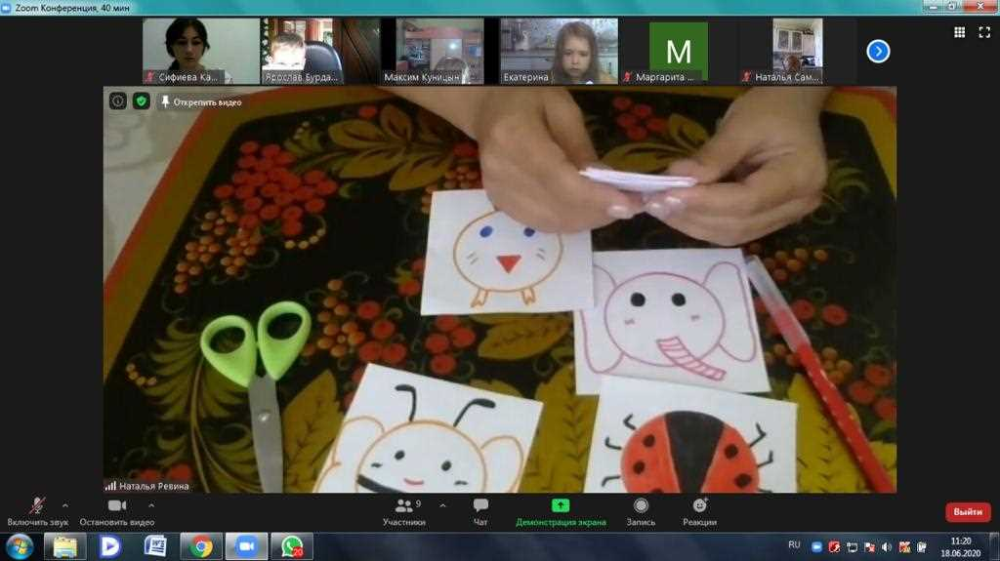 Zoom Конференция, 40 мин
Сифиева Ка...
Ярослав Бурда...
Максим Куницын
Екатерина
М
Маргарита ...
Наталья Сам...
Открепить видео
Наталья Ревина
Включить звук
Остановить видео
9
Участники
Чат
Демонстрация экрана
Запись
Реакции
Выйти
20
RU
11:20
18.06.2020